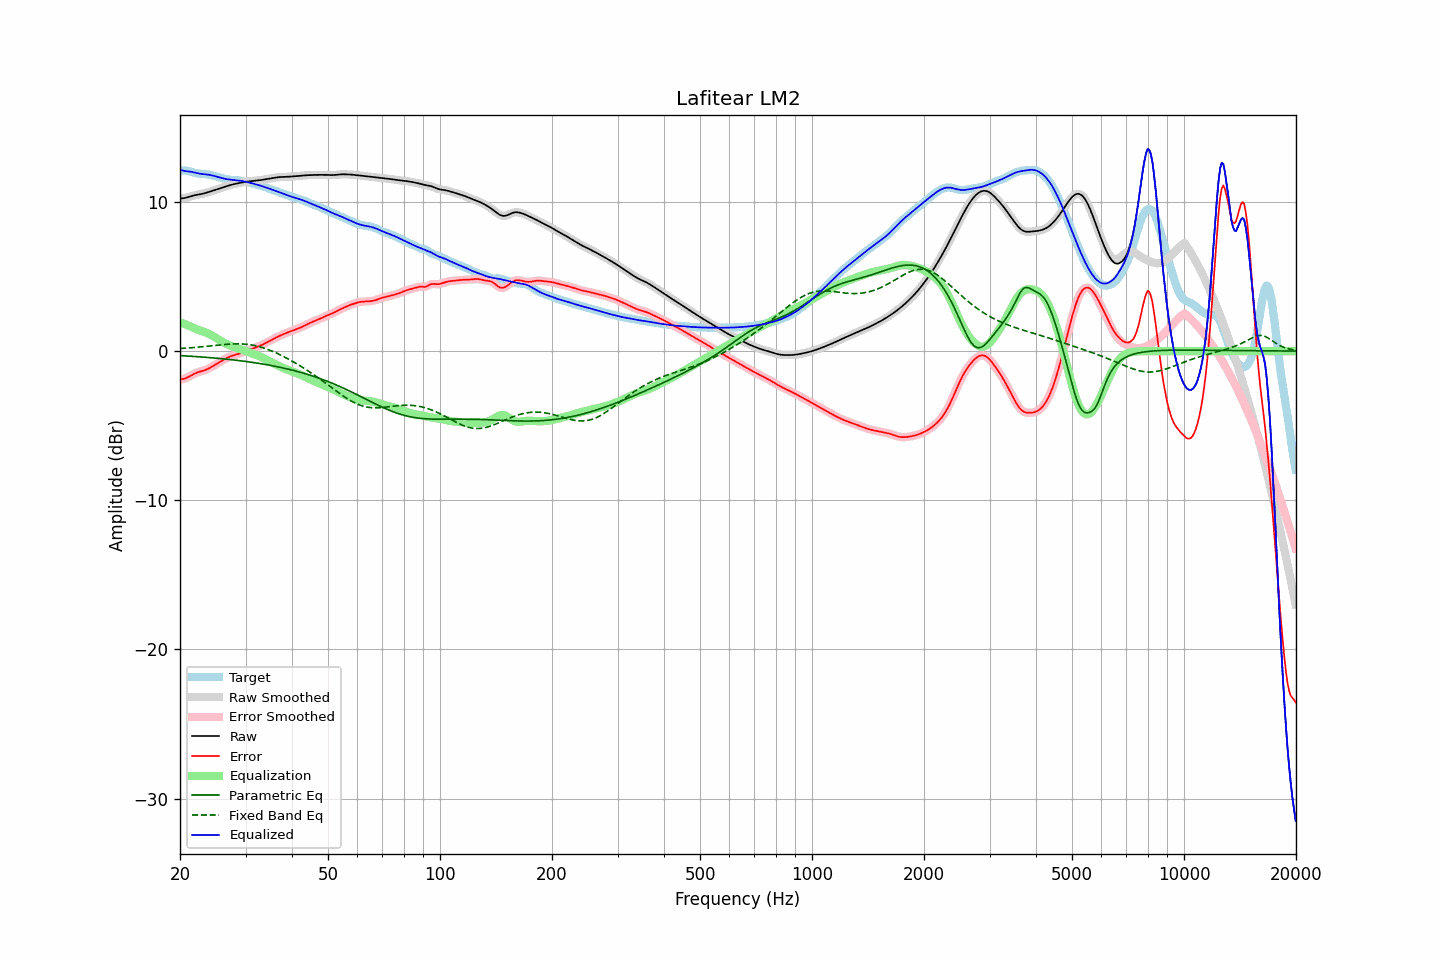 Lafitear LM2
Amplitude (dBr)
10
0
−10
−20
−30
Target
Raw Smoothed
Error Smoothed
Raw
Error
Equalization
Parametric Eq
Fixed Band Eq
Equalized
20 50 100 200 500 1000 2000 5000 10000 20000
Frequency (Hz)